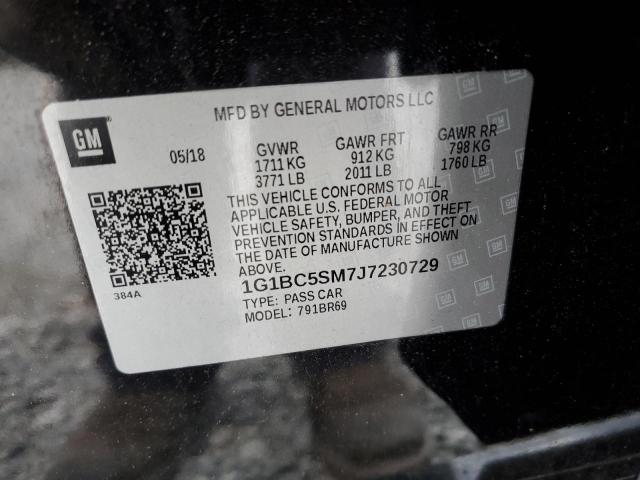 MFD BY GENERAL MOTORS LLC
GM
05/18
GVWR
1711 KG
3771 LB
GAWR FRT
912 KG
2011 LB
GAWR RR
798 KG
1760 LB
THIS VEHICLE CONFORMS TO ALL
APPLICABLE U.S. FEDERAL MOTOR
VEHICLE SAFETY, BUMPER, AND THEFT
PREVENTION STANDARDS IN EFFECT ON
THE DATE OF MANUFACTURE SHOWN
ABOVE.
384A
1G1BC5SM7J7230729
TYPE: PASS CAR
MODEL: 791BR69